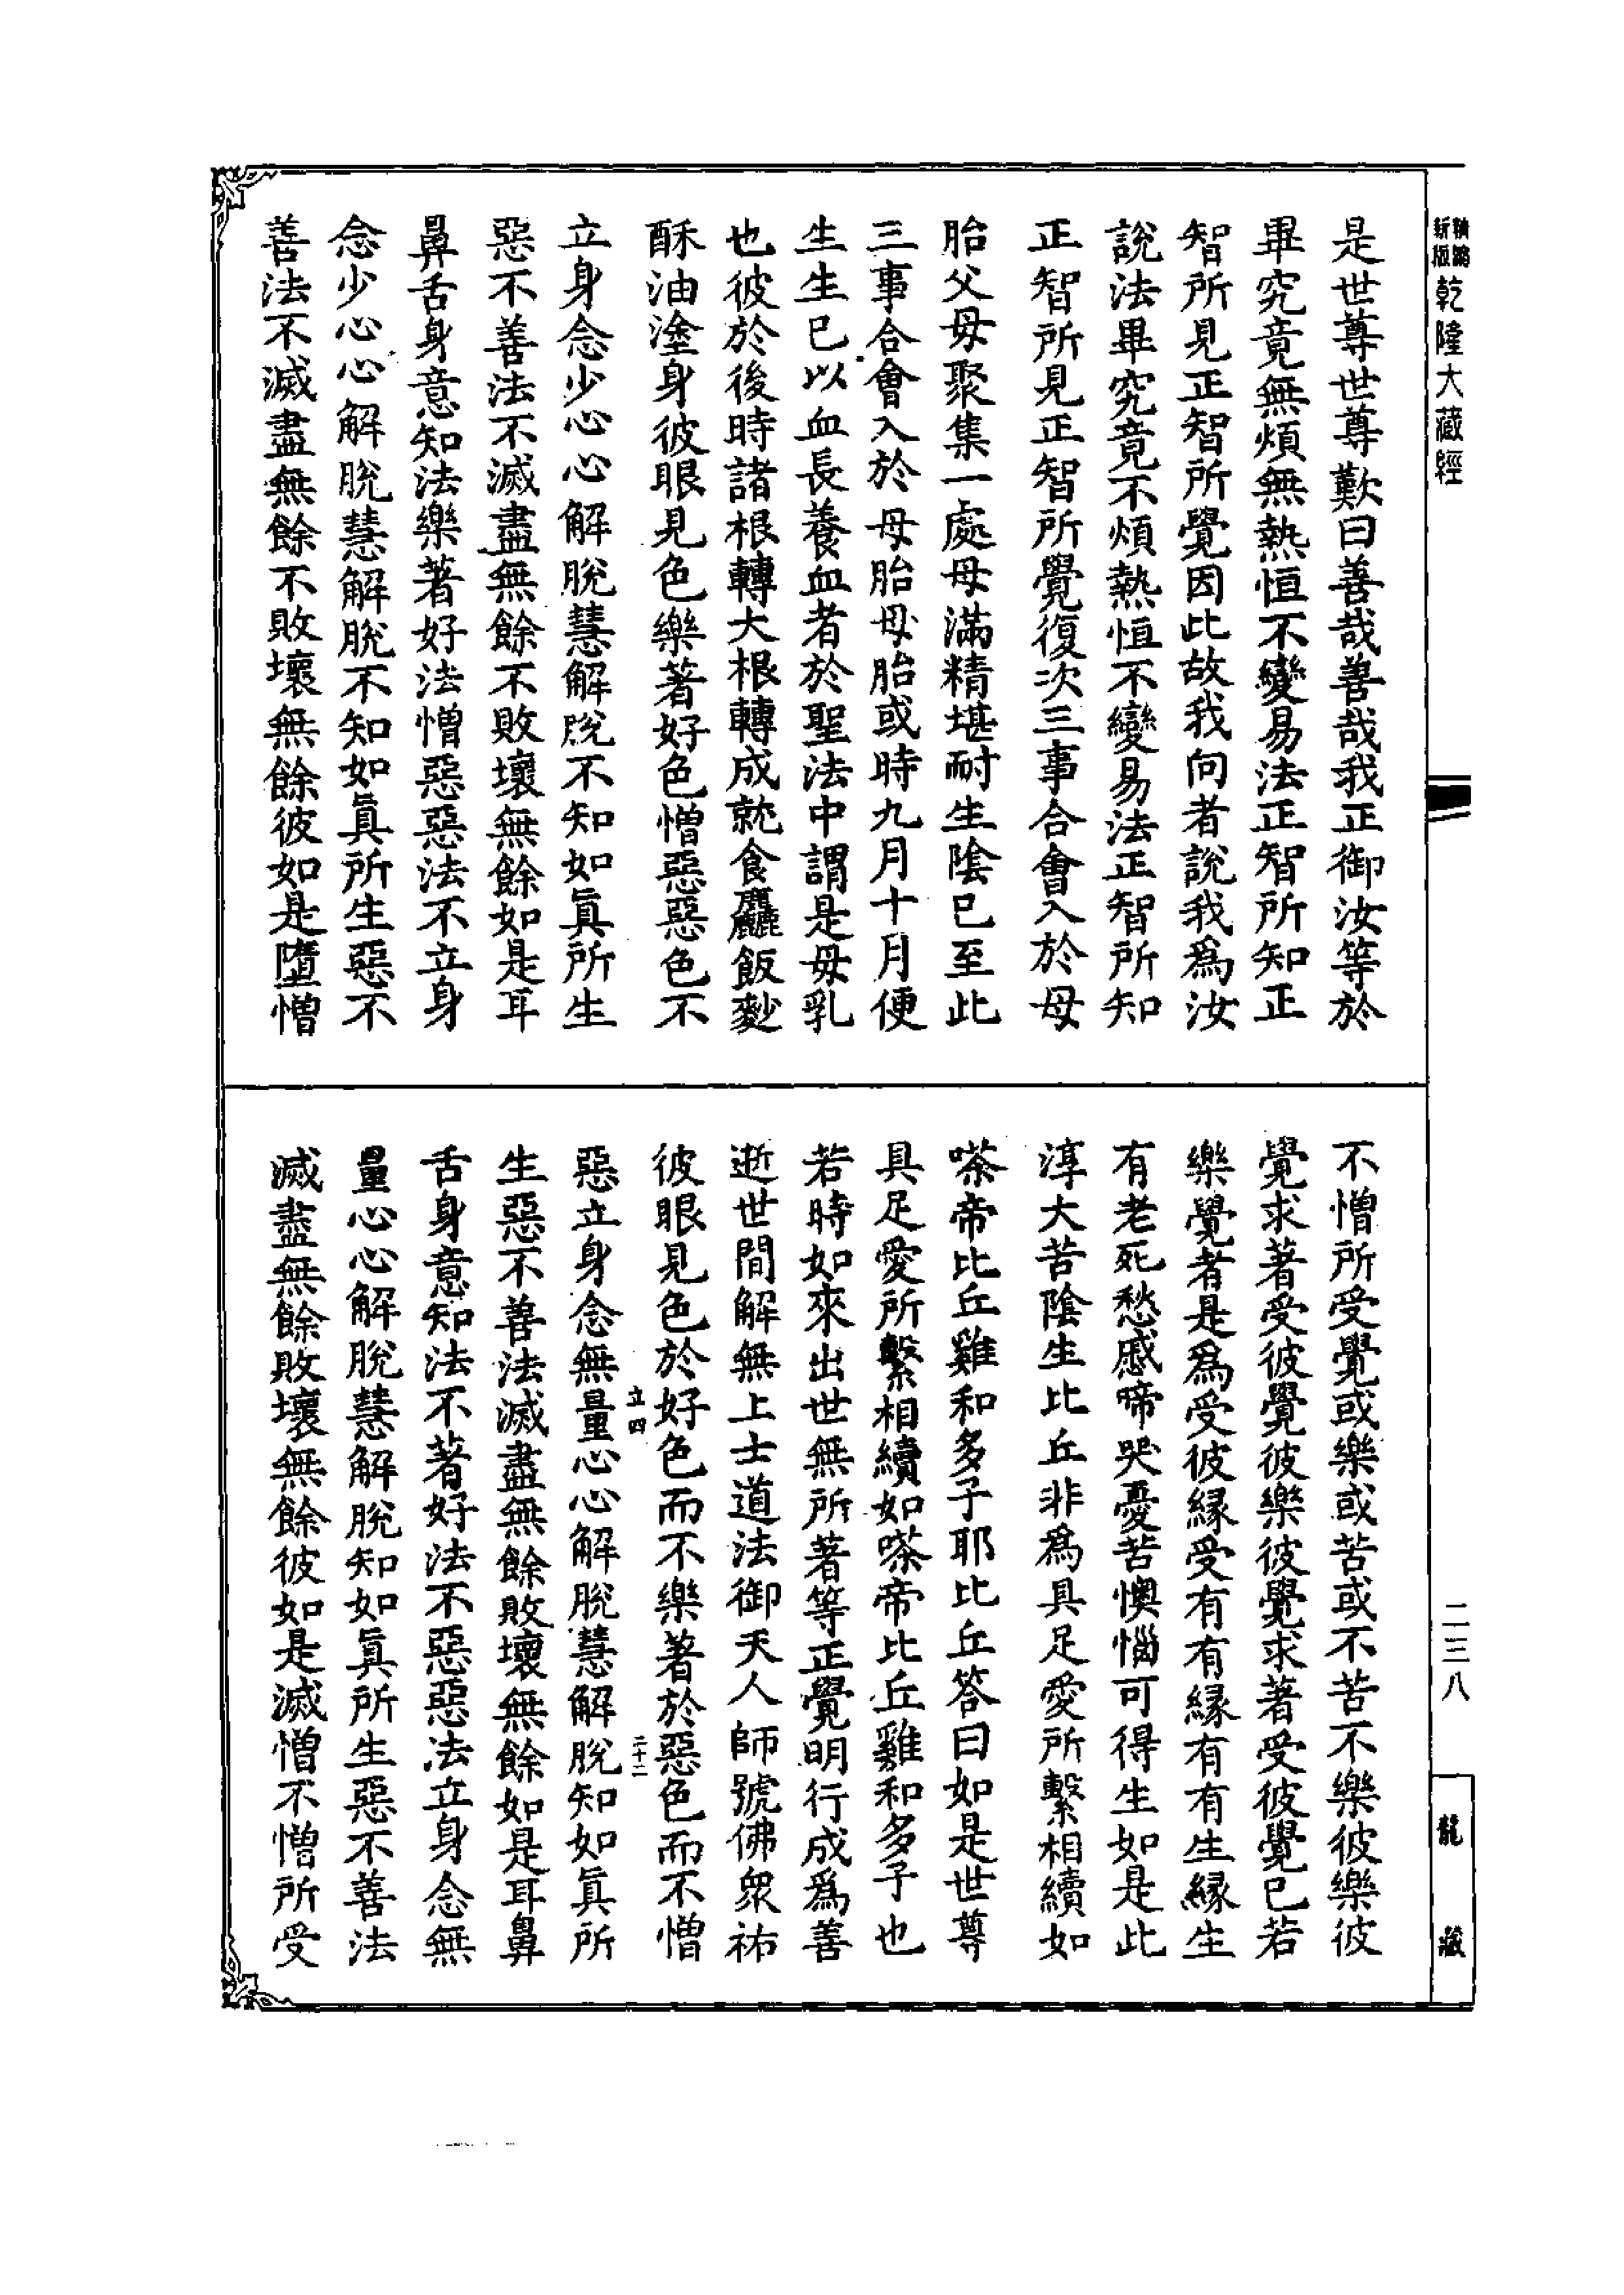 新版
精縮
乾隆大藏經
是世尊世尊歎曰善哉善哉我正御汝等於
畢究竟無煩無熱恒不變易法正智所知正
智所見正智所覺因此故我向者說我爲汝
說法畢究竟不煩熱恒不變易法正智所知
正智所見正智所覺復次三事合會入於母
胎父母聚集一處母滿精堪耐生陰已至此
三事合會入於母胎母胎或時九月十月便
生生已以血長養血者於聖法中謂是母乳
也彼於後時諸根轉大根轉成就食麤飯麨
酥油塗身彼眼見色樂著好色憎惡惡色不
立身念少心心解脫慧解脫不知如真所生
惡不善法不滅盡無餘不敗壞無餘如是耳
鼻舌身意知法樂著好法憎惡惡法不立身
念少心心解脫慧解脫不知如真所生惡不
善法不滅盡無餘不敗壞無餘彼如是墮憎
不憎所受覺或樂或苦或不苦不樂彼樂彼
覺求著受彼覺彼樂彼覺求著受彼覺已若
樂覺者是爲受彼緣受有有緣有有生緣生
有老死愁慼啼哭憂苦懊惱可得生如是此
淳大苦陰生比丘非爲具足愛所繫相續如
嗏帝比丘雞和多子耶比丘答曰如是世尊
具足愛所繫相續如嗏帝比丘雞和多子也
若時如來出世無所著等正覺明行成爲善
逝世間解無上士道法御天人師號佛眾祐
彼眼見色於好色而不樂著於惡色而不憎
立四
二十二
惡立身念無量心心解脫慧解脫知如真所
生惡不善法滅盡無餘敗壞無餘如是耳鼻
舌身意知法不著好法不惡惡法立身念無
量心心解脫慧解脫知如真所生惡不善法
滅盡無餘敗壞無餘彼如是滅憎不憎所受
二三八
龍藏